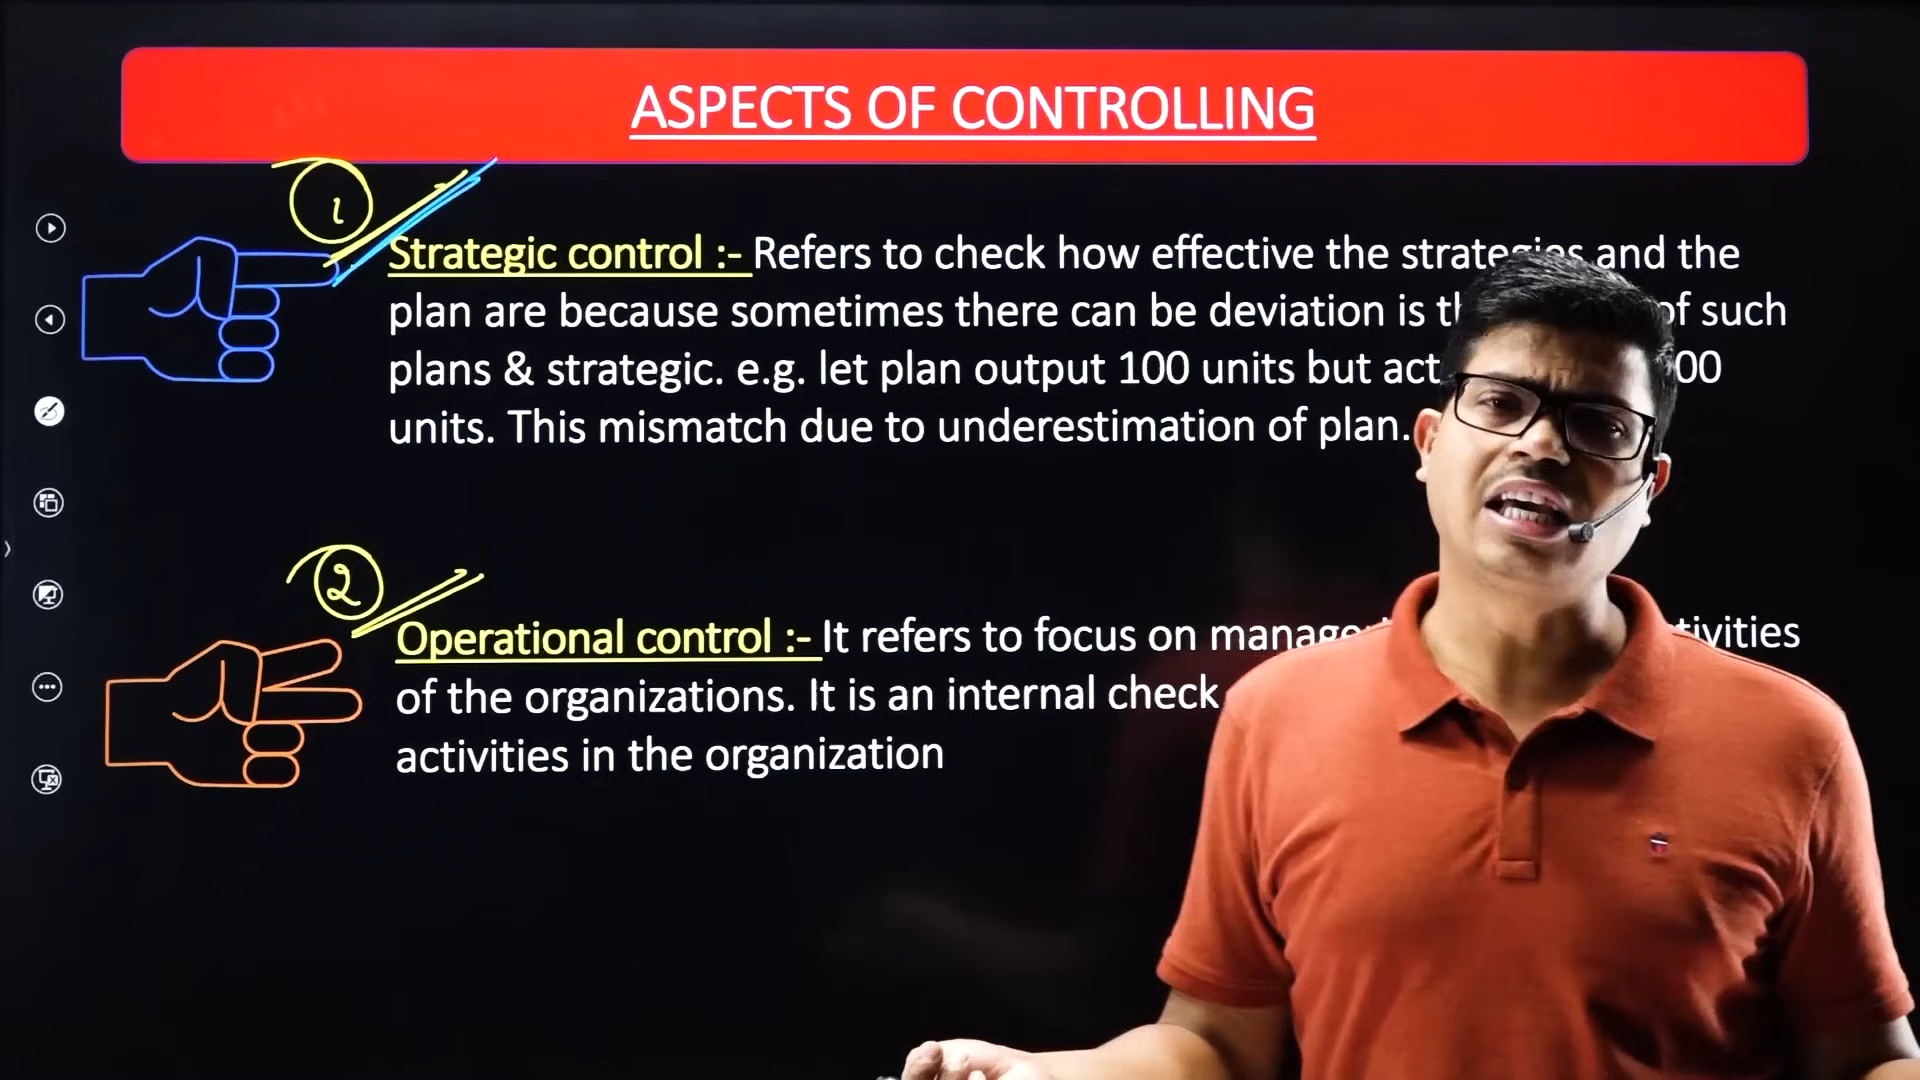 ASPECTS OF CONTROLLING
1
Strategic control :- Refers to check how effective the strategies and the
plan are because sometimes there can be deviation is of such
plans & strategic. e.g. let plan output 100 units but
units. This mismatch due to underestimation of plan.
2
Operational control :- It refers to focus on
of the organizations. It is an internal check
activities in the organization